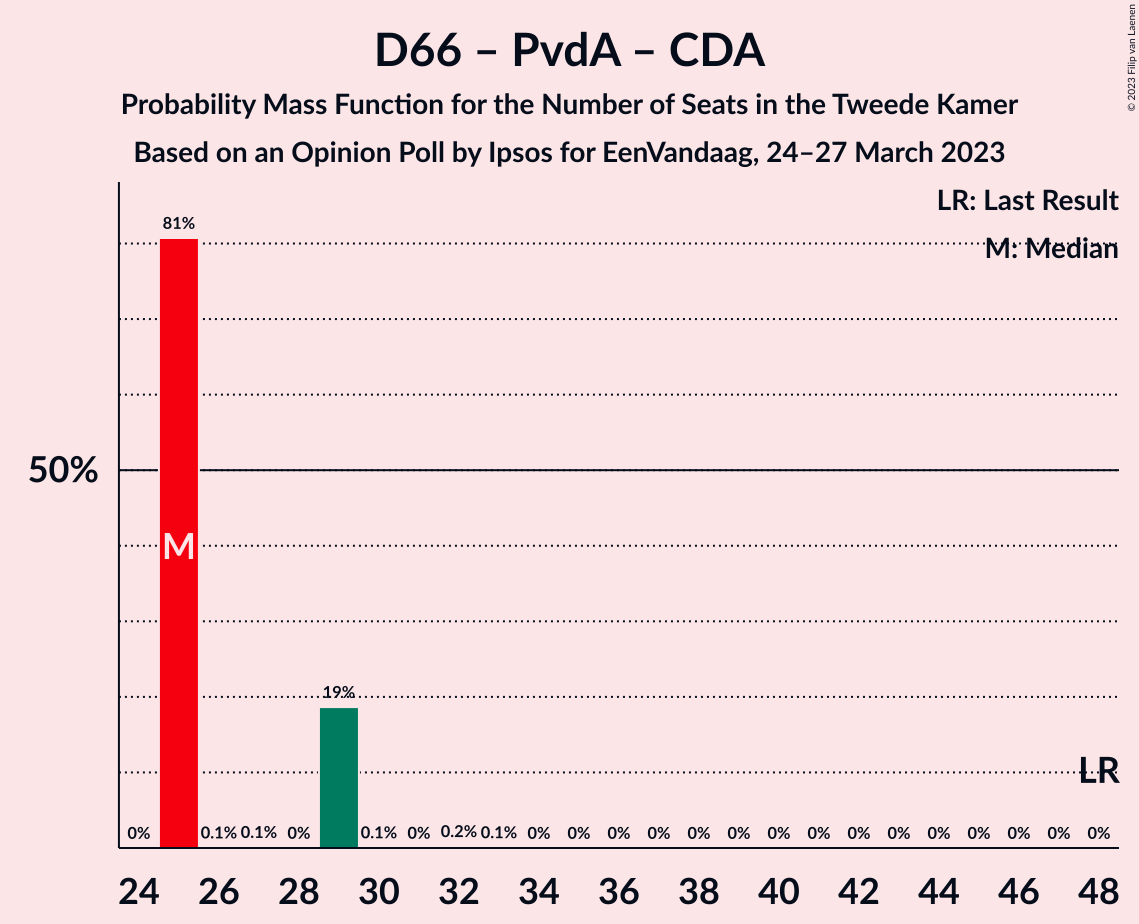 D66 – PvdA – CDA
Probability Mass Function for the Number of Seats in the Tweede Kamer
Based on an Opinion Poll by Ipsos for EenVandaag, 24–27 March 2023
© 2023 Filip van Laenen
LR: Last Result
M: Median
81%
50%
M
19%
LR
0% 0.1% 0.1% 0% 0.1% 0% 0.2% 0.1% 0% 0% 0% 0% 0% 0% 0% 0% 0% 0% 0% 0% 0% 0% 0%
24 26 28 30 32 34 36 38 40 42 44 46 48